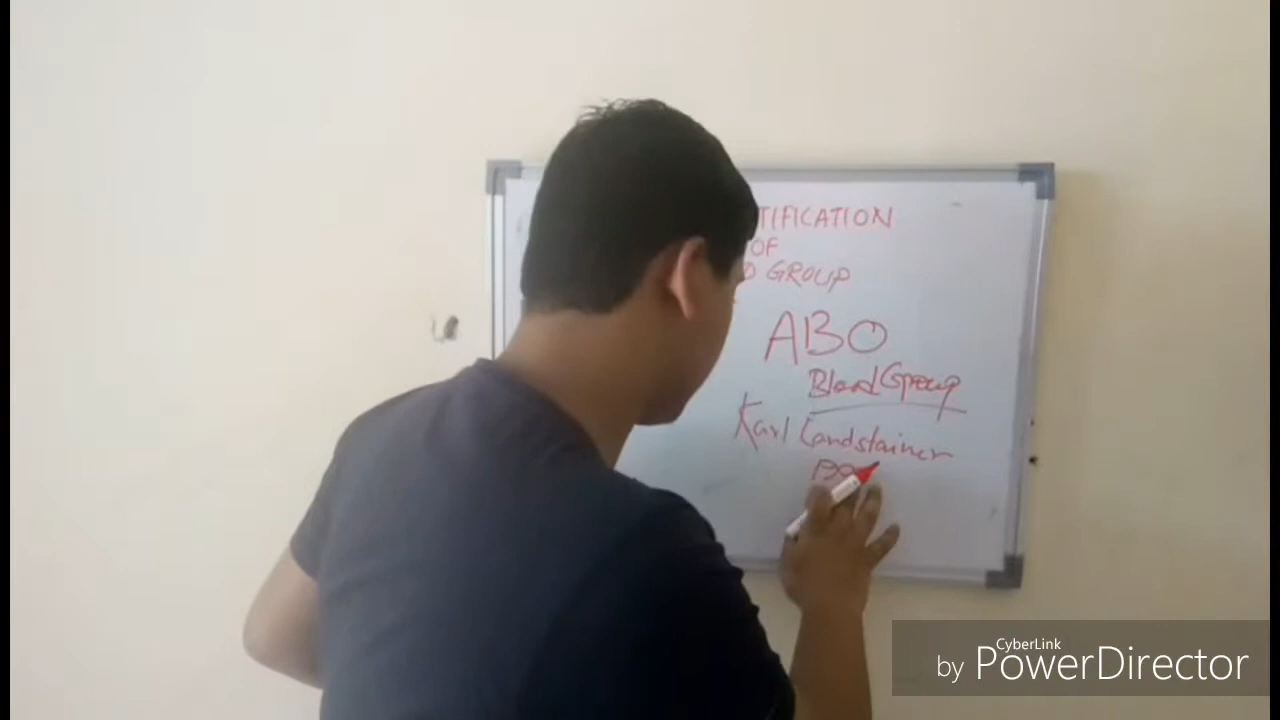 TIFICATION
OF
D GROUP
ABO
Blood Group
Karl Landstainer
CyberLink
by PowerDirector